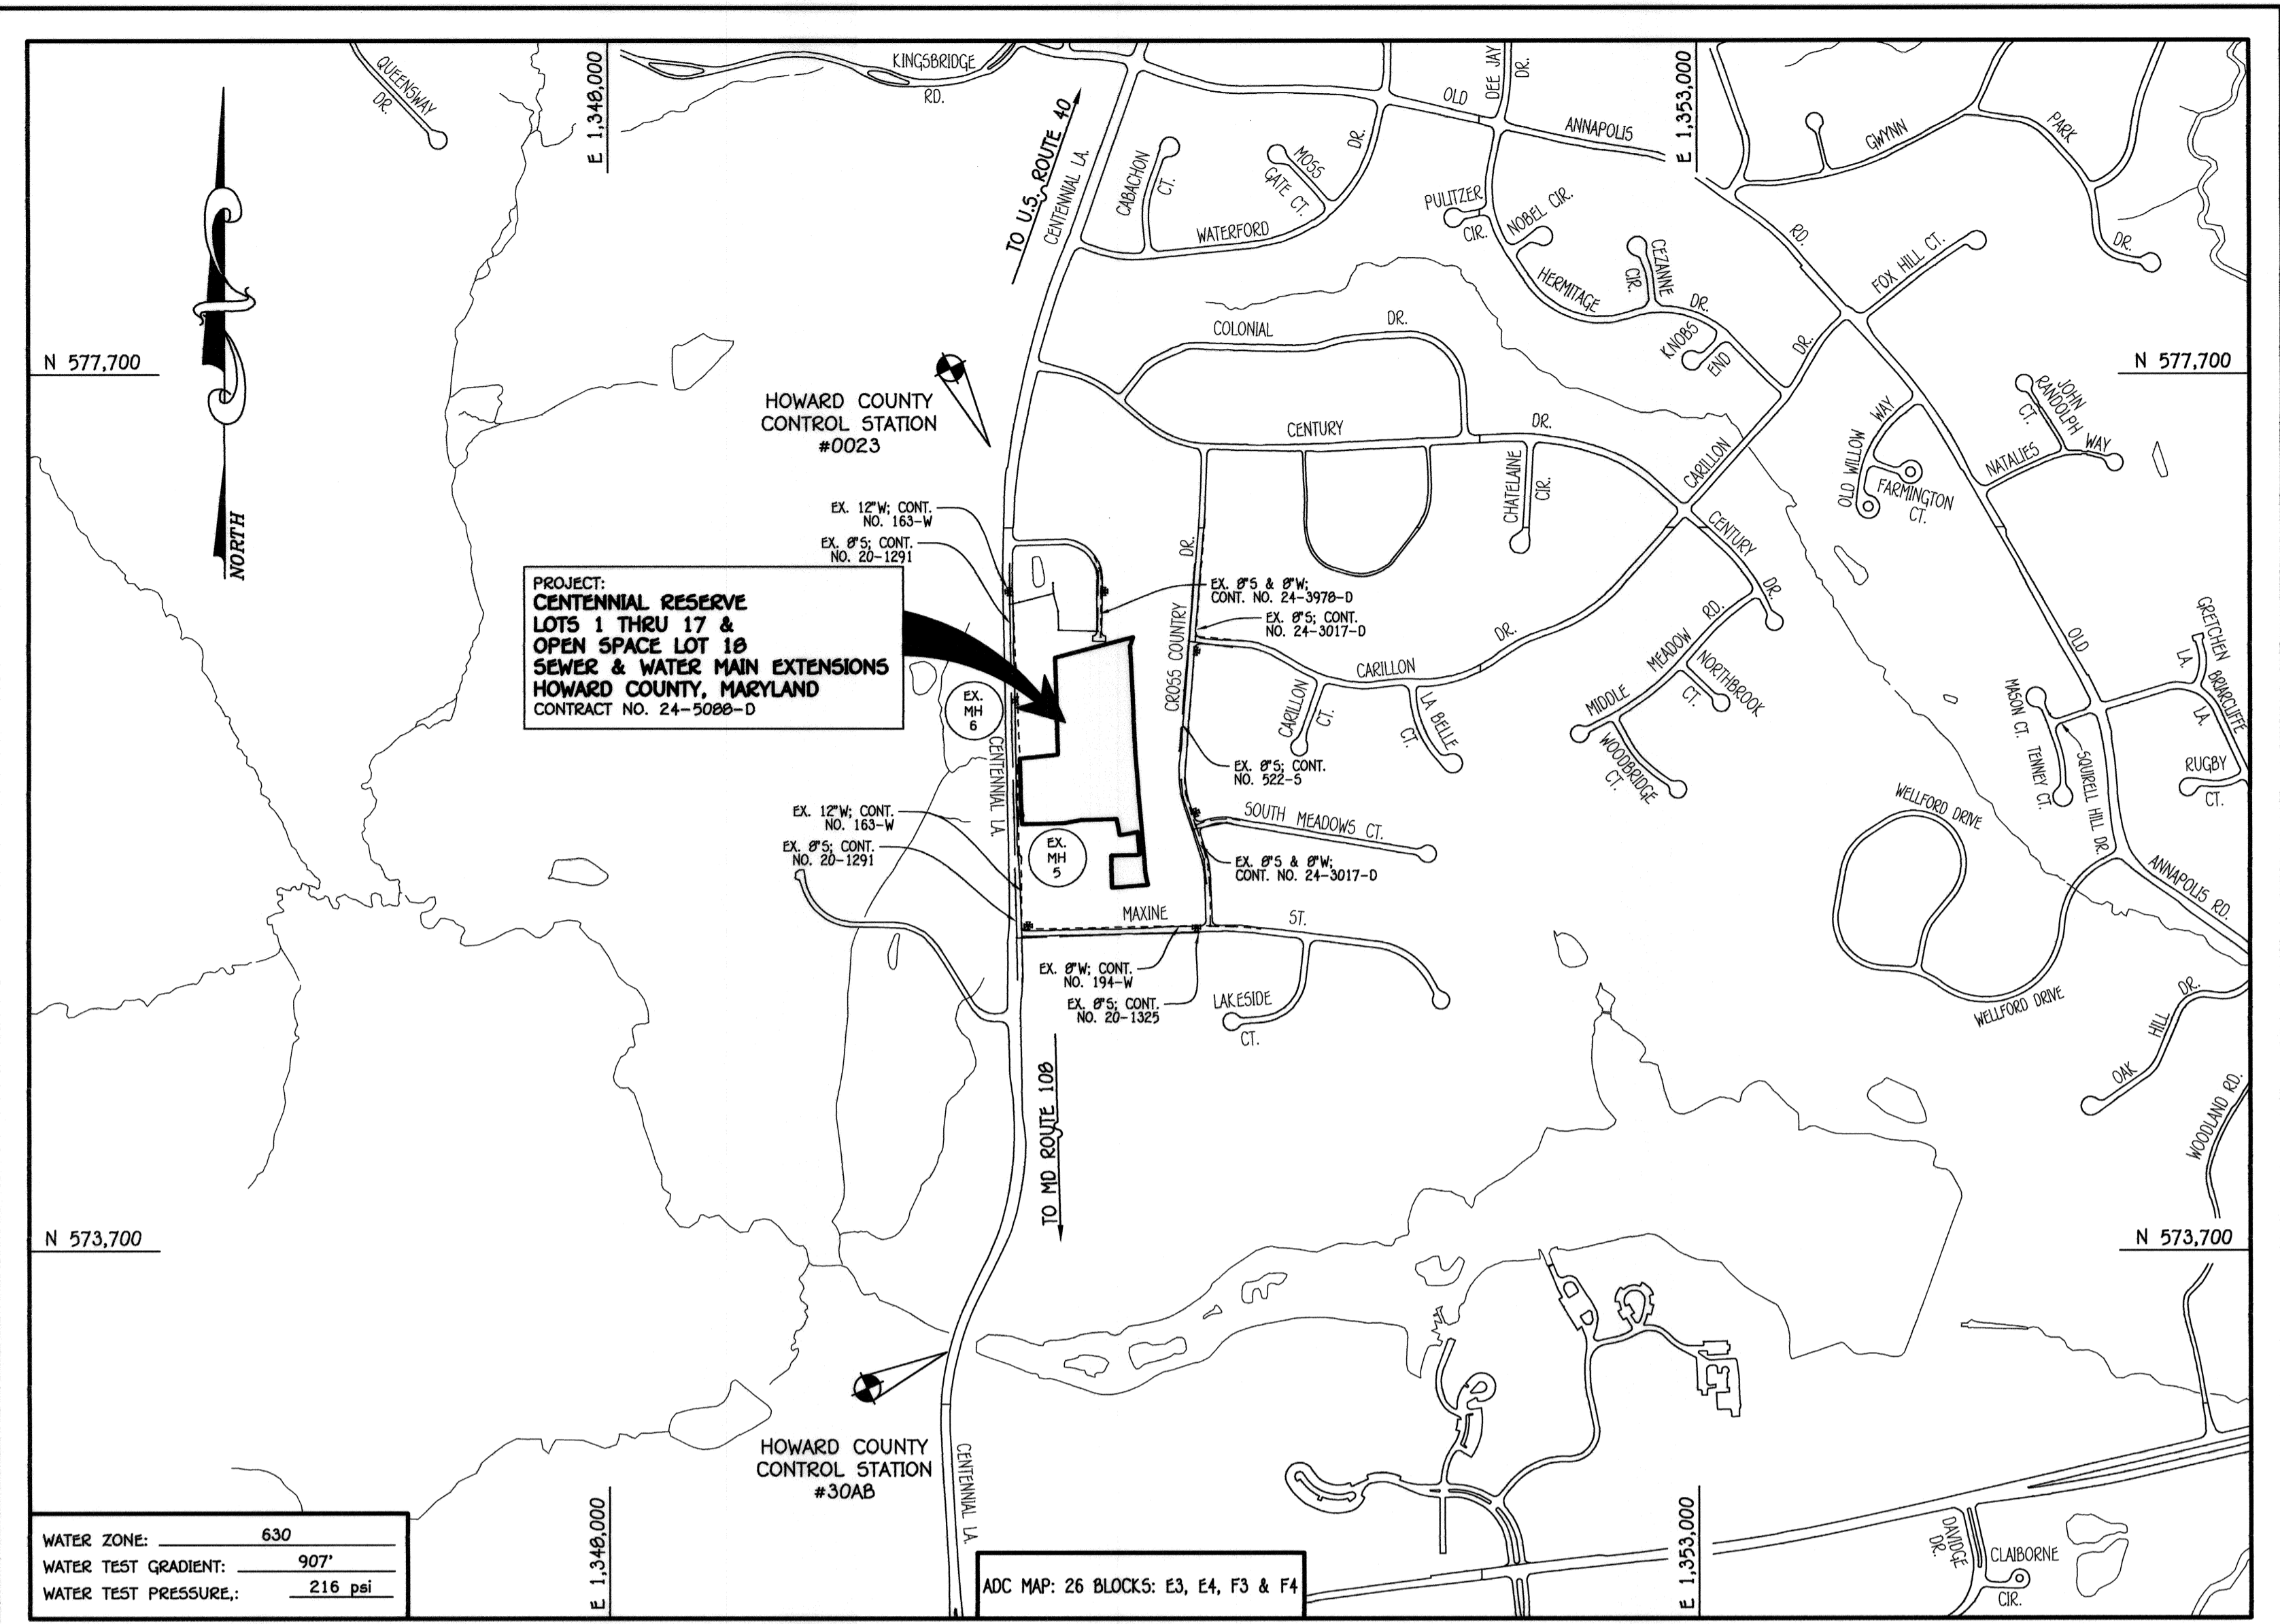 QUEENSWAY
DR.
E 1,348,000
KINGSBRIDGE
RD.
TO U.S. ROUTE 40
CENTENNIAL LA.
CABACHON
CT.
MOSS
GATE CT.
DR.
WATERFORD
OLD
DEE JAY
DR.
ANNAPOLIS
E 1,353,000
GWYNN
PARK
DR.
PULITZER
CIR.
NOBEL CIR.
CEZANNE
CIR.
HERMITAGE
DR.
KNOBS
END
RD.
DR.
FOX HILL CT.
N 577,700
N 577,700
NORTH
HOWARD COUNTY
CONTROL STATION
#0023
COLONIAL
DR.
CENTURY
DR.
CHATELAINE
CIR.
CARILLON
OLD WILLOW
WAY
FARMINGTON
CT.
JOHN
RANDOLPH
CT.
NATALIES
WAY
EX. 12"W; CONT.
NO. 163-W
EX. 8"S; CONT.
NO. 20-1291
PROJECT:
CENTENNIAL RESERVE
LOTS 1 THRU 17 &
OPEN SPACE LOT 18
SEWER & WATER MAIN EXTENSIONS
HOWARD COUNTY, MARYLAND
CONTRACT NO. 24-5088-D
EX.
MH
6
CENTENNIAL LA.
EX. 8"S & 8"W;
CONT. NO. 24-3978-D
EX. 8"S; CONT.
NO. 24-3017-D
CROSS COUNTRY
DR.
CARILLON
DR.
CARILLON
CT.
LA BELLE
CT.
CENTURY
DR.
MIDDLE
MEADOW
RD.
NORTHBROOK
CT.
WOODBRIDGE
CT.
OLD
GRETCHEN
LA.
BRIARCLIFFE
LA.
MASON CT.
TENNEY CT.
SQUIRELL HILL DR.
RUGBY
CT.
EX. 8"S; CONT.
NO. 522-S
SOUTH MEADOWS CT.
EX. 12"W; CONT.
NO. 163-W
EX. 8"S; CONT.
NO. 20-1291
EX.
MH
5
EX. 8"S & 8"W;
CONT. NO. 24-3017-D
WELLFORD DRIVE
ANNAPOLIS RD.
MAXINE
ST.
EX. 8"W; CONT.
NO. 194-W
EX. 8"S; CONT.
NO. 20-1325
LAKESIDE
CT.
WELLFORD DRIVE
OAK
HILL
DR.
WOODLAND RD.
TO MD ROUTE 108
N 573,700
N 573,700
HOWARD COUNTY
CONTROL STATION
#30AB
CENTENNIAL LA.
WATER ZONE: 630
WATER TEST GRADIENT: 907'
WATER TEST PRESSURE,: 216 psi
E 1,348,000
ADC MAP: 26 BLOCKS: E3, E4, F3 & F4
E 1,353,000
DAVIDGE
DR.
CLAIBORNE
CIR.